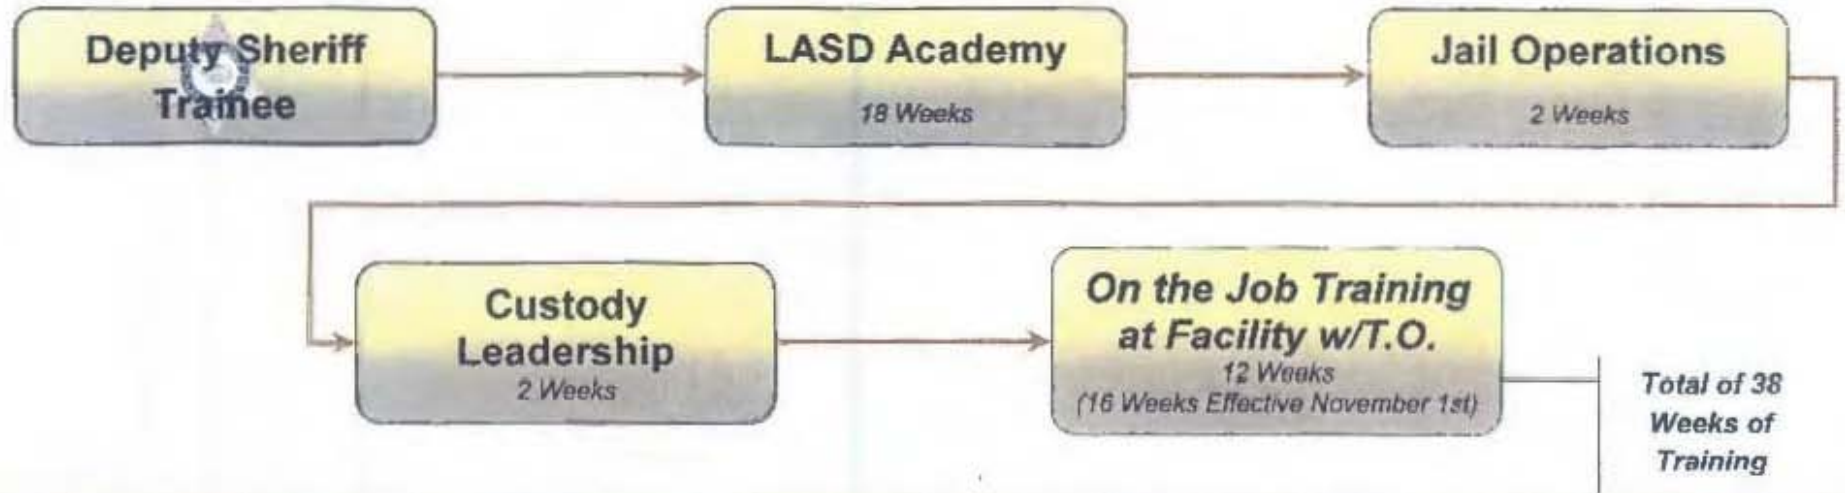 Deputy Sheriff
Trainee
LASD Academy
18 Weeks
Jail Operations
2 Weeks
Custody
Leadership
2 Weeks
On the Job Training
at Facility w/T.O.
12 Weeks
(16 Weeks Effective November 1st)
Total of 38
Weeks of
Training